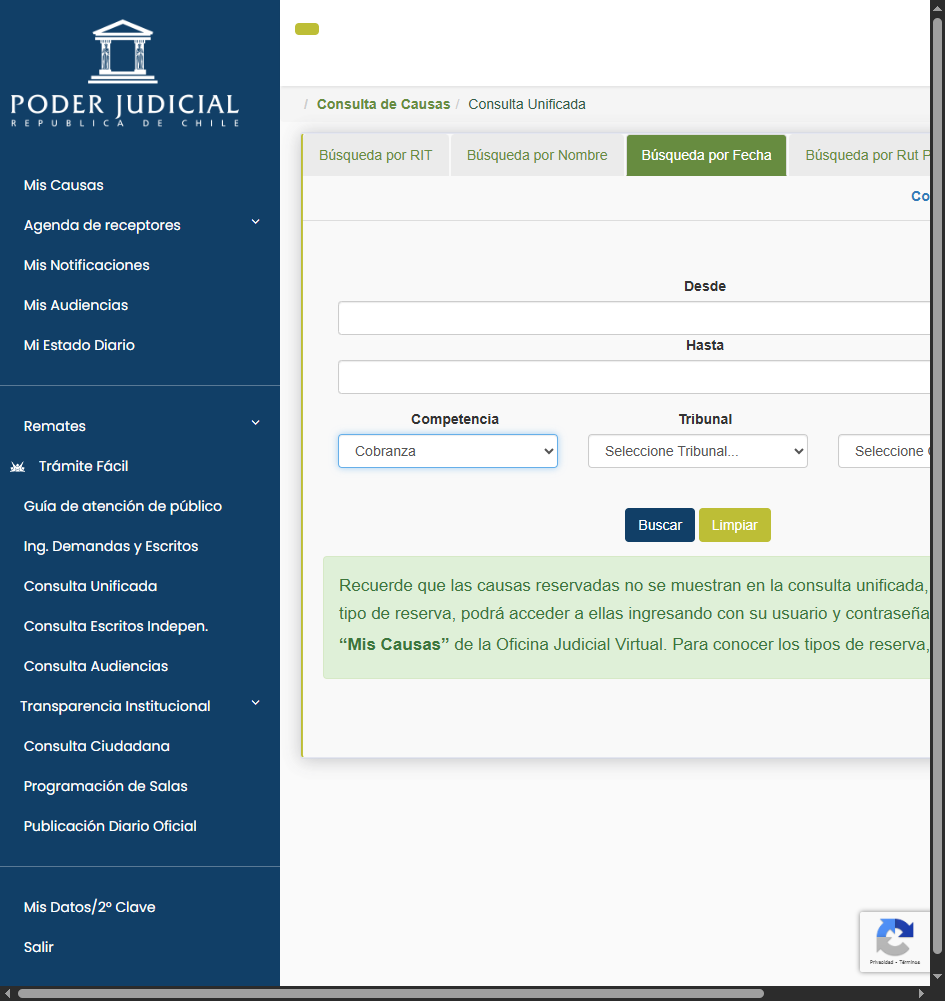 PODER JUDICIAL
REPUBLICA DE CHILE
Mis Causas
Agenda de receptores
Mis Notificaciones
Mis Audiencias
Mi Estado Diario
Remates
Trámite Fácil
Guía de atención de público
Ing. Demandas y Escritos
Consulta Unificada
Consulta Escritos Indepen.
Consulta Audiencias
Transparencia Institucional
Consulta Ciudadana
Programación de Salas
Publicación Diario Oficial
Mis Datos/2º Clave
Salir
/ Consulta de Causas / Consulta Unificada
Búsqueda por RIT Búsqueda por Nombre Búsqueda por Fecha Búsqueda por Rut P
Co
Desde
Hasta
Competencia Tribunal
Cobranza Seleccione Tribunal... Seleccione
Buscar Limpiar
Recuerde que las causas reservadas no se muestran en la consulta unificada,
tipo de reserva, podrá acceder a ellas ingresando con su usuario y contraseña
“Mis Causas” de la Oficina Judicial Virtual. Para conocer los tipos de reserva,
Privacidad - Términos